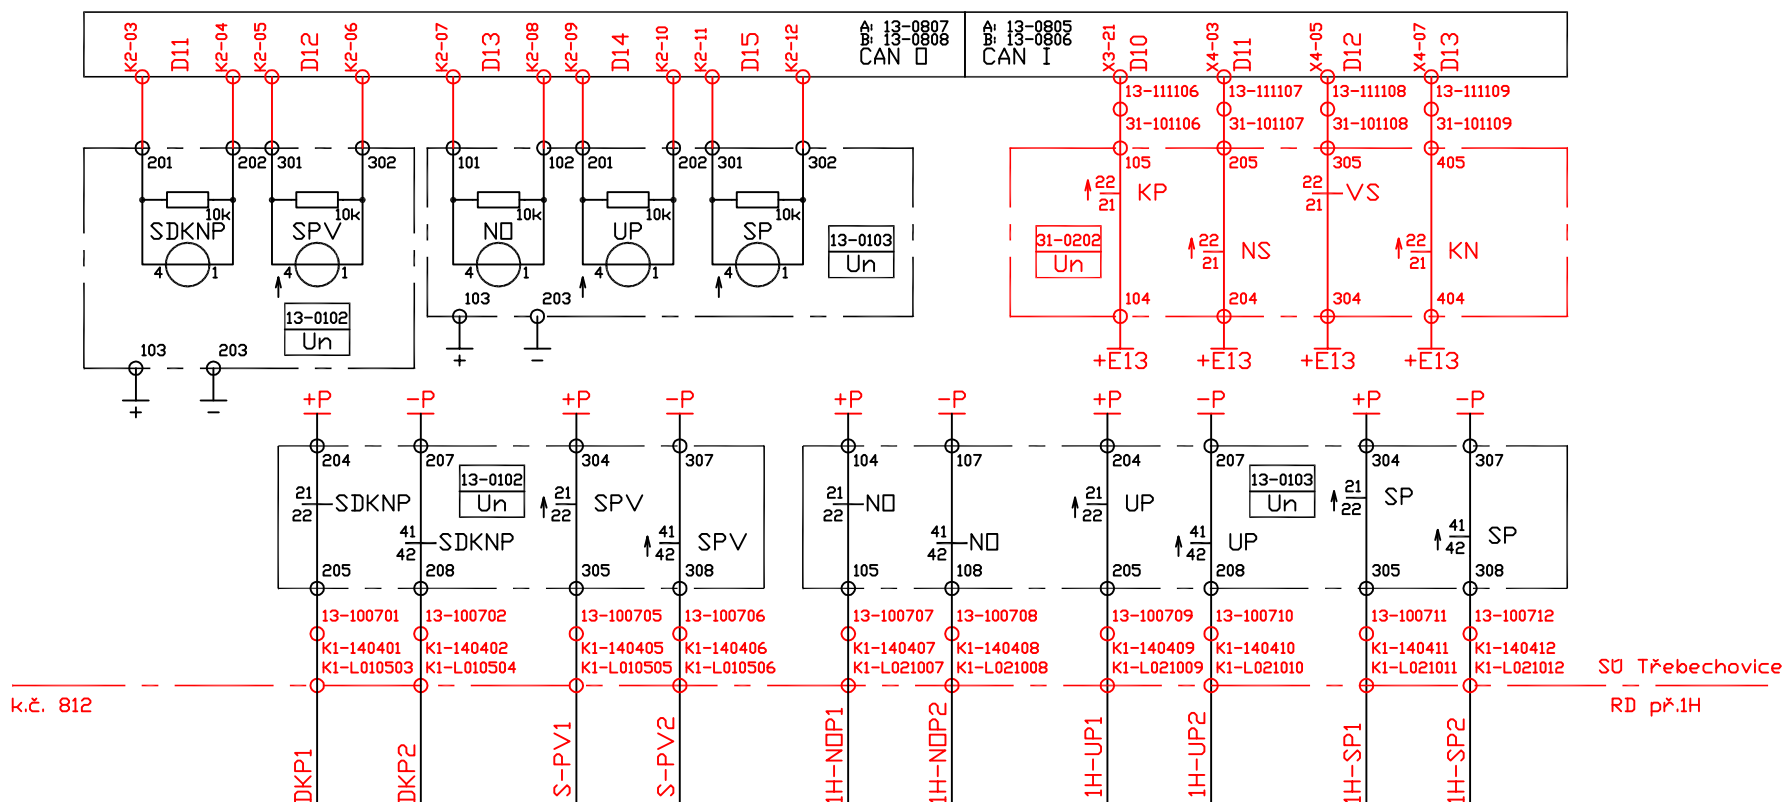 K2-03
D11
K2-04
K2-05
D12
K2-06
K2-07
D13
K2-08
K2-09
D14
K2-10
K2-11
D15
K2-12
A: 13-0807
B: 13-0808
CAN O
A: 13-0805
B: 13-0806
CAN I
X3-21
D10
X4-03
D11
X4-05
D12
X4-07
D13
13-111106
13-111107
13-111108
13-111109
31-101106
31-101107
31-101108
31-101109
201
202
301
302
101
102
201
202
301
302
105
205
305
405
10k
10k
10k
10k
10k
SDKNP
SPV
NO
UP
SP
4
1
4
1
4
1
4
1
4
1
22
21
KP
22
21
VS
22
21
NS
22
21
KN
13-0103
Un
31-0202
Un
13-0102
Un
103
203
+
-
103
203
+
-
104
204
304
404
+E13
+E13
+E13
+E13
+P
-P
+P
-P
+P
-P
+P
-P
+P
-P
204
207
304
307
104
107
204
207
304
307
13-0102
Un
13-0103
Un
21
22
SDKNP
41
42
SDKNP
21
22
SPV
41
42
SPV
21
22
NO
41
42
NO
21
22
UP
41
42
UP
21
22
SP
41
42
SP
205
208
305
308
105
108
205
208
305
308
13-100701
13-100702
13-100705
13-100706
13-100707
13-100708
13-100709
13-100710
13-100711
13-100712
K1-140401
K1-140402
K1-140405
K1-140406
K1-140407
K1-140408
K1-140409
K1-140410
K1-140411
K1-140412
K1-L010503
K1-L010504
K1-L010505
K1-L010506
K1-L021007
K1-L021008
K1-L021009
K1-L021010
K1-L021011
K1-L021012
SÚ Třebechovice
k.č. 812
RD př.1H
DKP1
DKP2
S-PV1
S-PV2
1H-NOP1
1H-NOP2
1H-UP1
1H-UP2
1H-SP1
1H-SP2